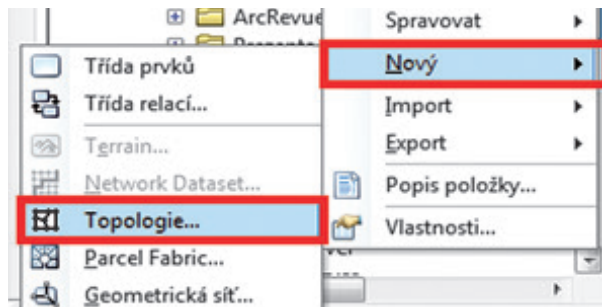 ArcRevue
Spravovat
Nový
Import
Export
Popis položky...
Vlastnosti...
Třída prvků
Třída relací...
Terrain...
Network Dataset...
Topologie...
Parcel Fabric...
Geometrická síť...